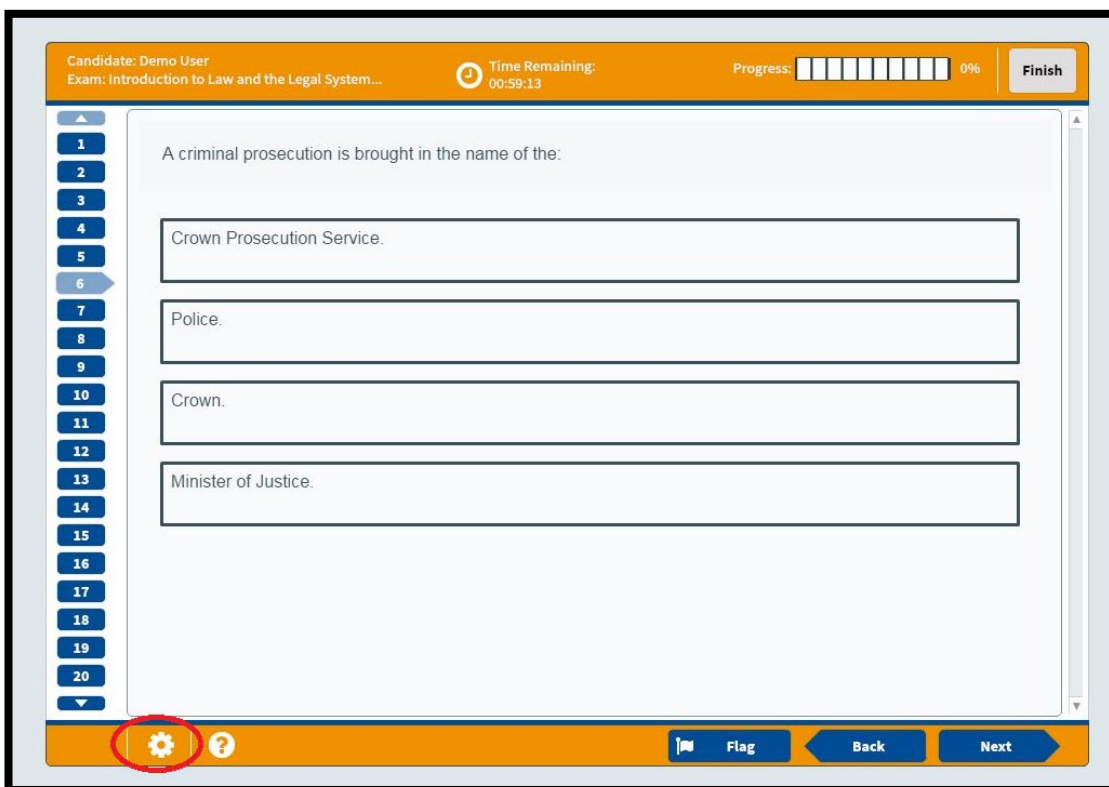 Candidate: Demo User
Exam: Introduction to Law and the Legal System...
Time Remaining:
00:59:13
Progress:
0%
Finish
1
2
3
4
5
6
7
8
9
10
11
12
13
14
15
16
17
18
19
20
A criminal prosecution is brought in the name of the:
Crown Prosecution Service.
Police.
Crown.
Minister of Justice.
?
Flag
Back
Next